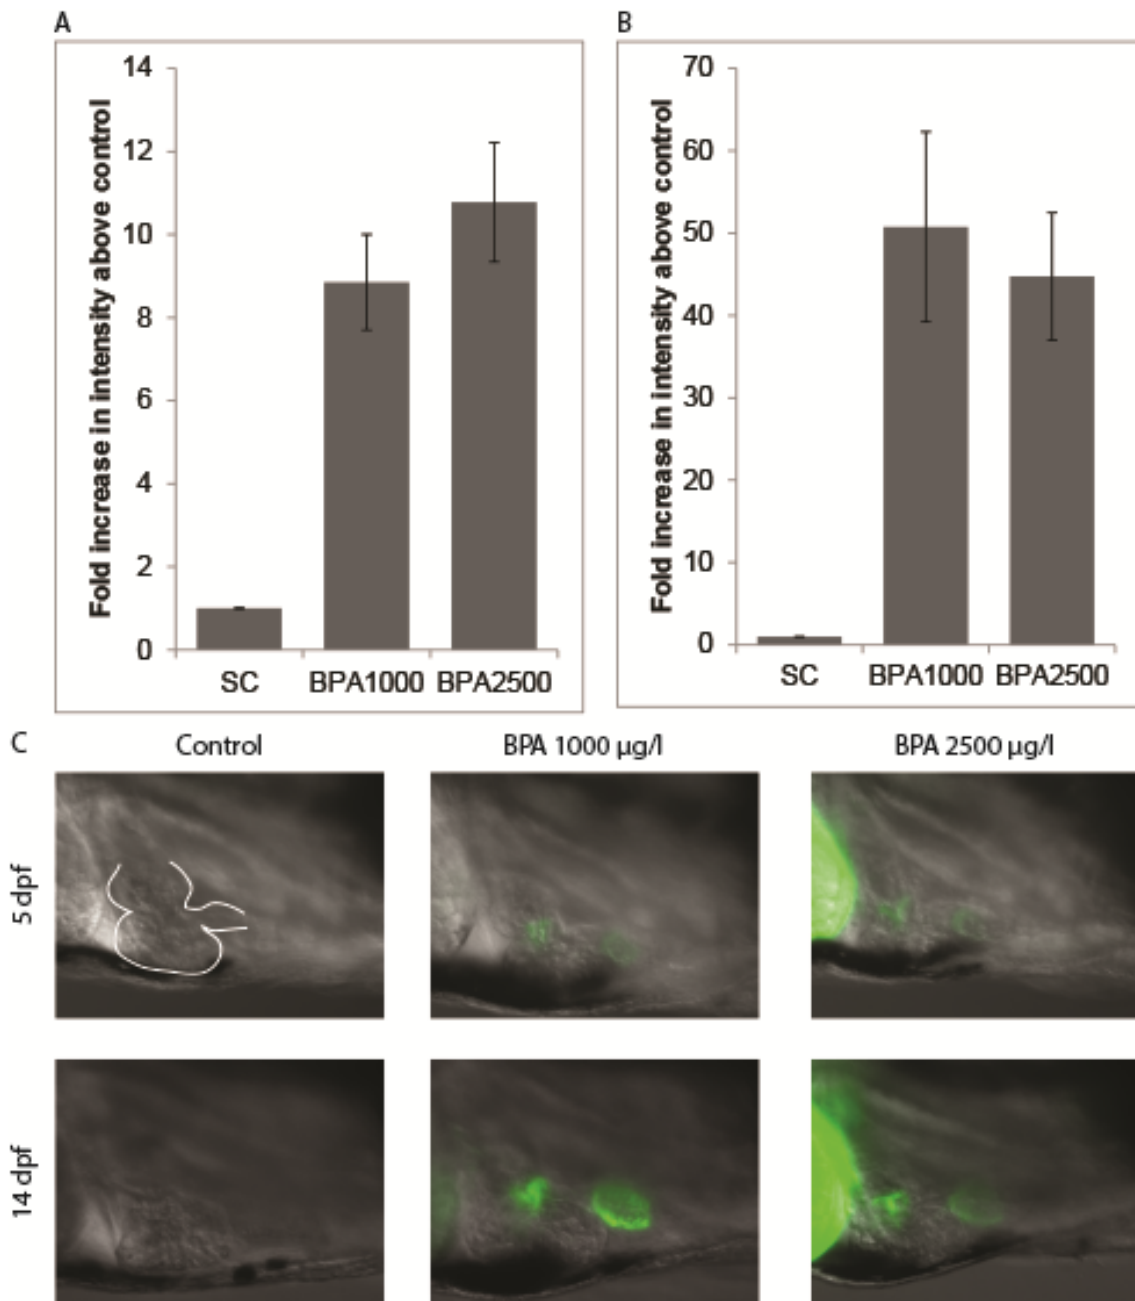 A
Fold increase in intensity above control
14
12
10
8
6
4
2
0
SC BPA1000 BPA2500
B
Fold increase in intensity above control
70
60
50
40
30
20
10
0
SC BPA1000 BPA2500
C
Control BPA 1000 µg/l BPA 2500 µg/l
5 dpf
14 dpf